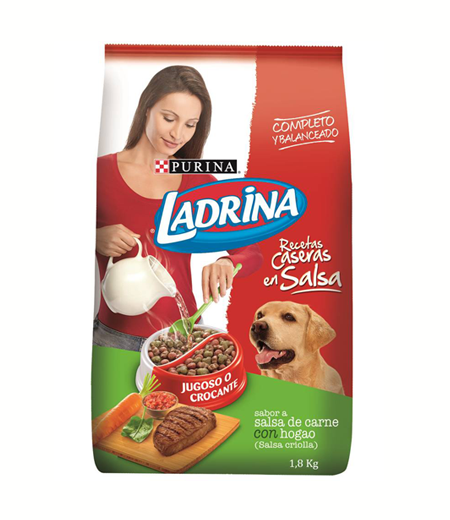 COMPLETO
Y BALANCEADO
PURINA
LADRINA
Recetas
Caseras
en Salsa
JUGOSO O
CROCANTE
sabor a
salsa de carne
con hogao
(Salsa criolla)
1,8 Kg